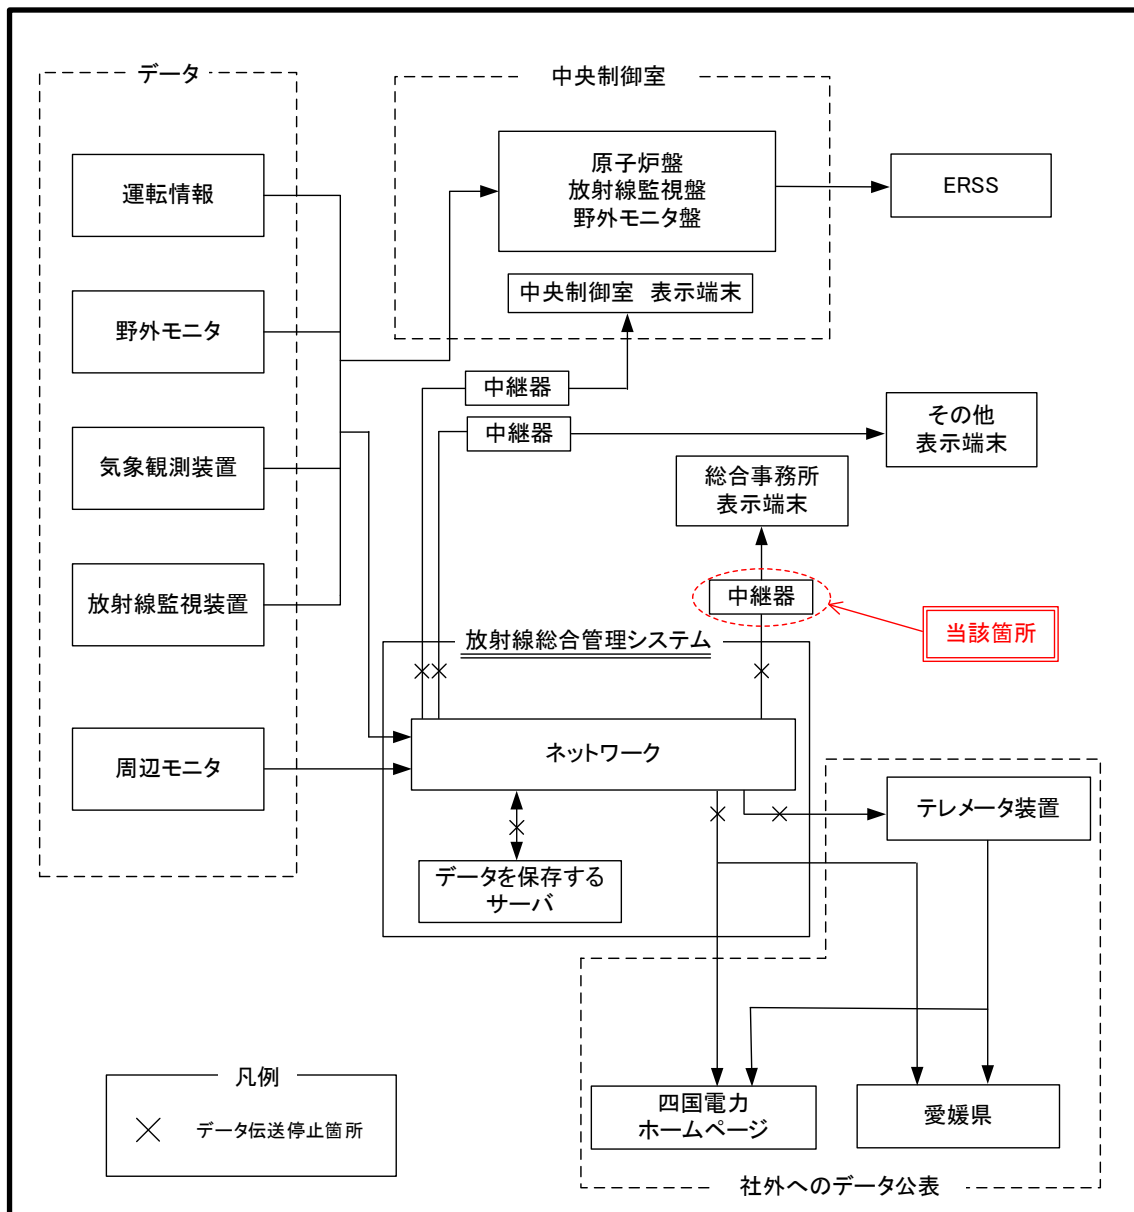 データ
中央制御室
運転情報
原子炉盤
放射線監視盤
野外モニタ盤
ERSS
野外モニタ
中央制御室 表示端末
中継器
中継器
その他
表示端末
気象観測装置
総合事務所
表示端末
放射線監視装置
中継器
当該箇所
放射線総合管理システム
周辺モニタ
ネットワーク
テレメータ装置
データを保存する
サーバ
凡例
データ伝送停止箇所
四国電力
ホームページ
愛媛県
社外へのデータ公表